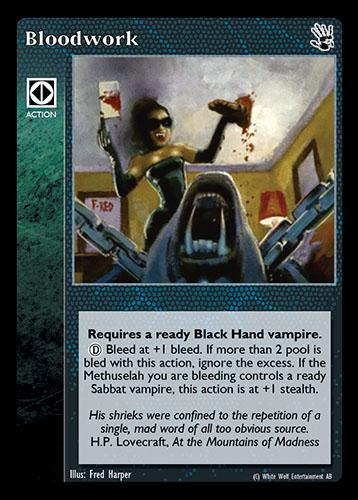 Bloodwork
ACTION
F-RED
Requires a ready Black Hand vampire.
D Bleed at +1 bleed. If more than 2 pool is
bled with this action, ignore the excess. If the
Methuselah you are bleeding controls a ready
Sabbat vampire, this action is at +1 stealth.
His shrieks were confined to the repetition of a
single, mad word of all too obvious source.
H.P. Lovecraft, At the Mountains of Madness
Illus: Fred Harper
(C) White Wolf Entertainment AB